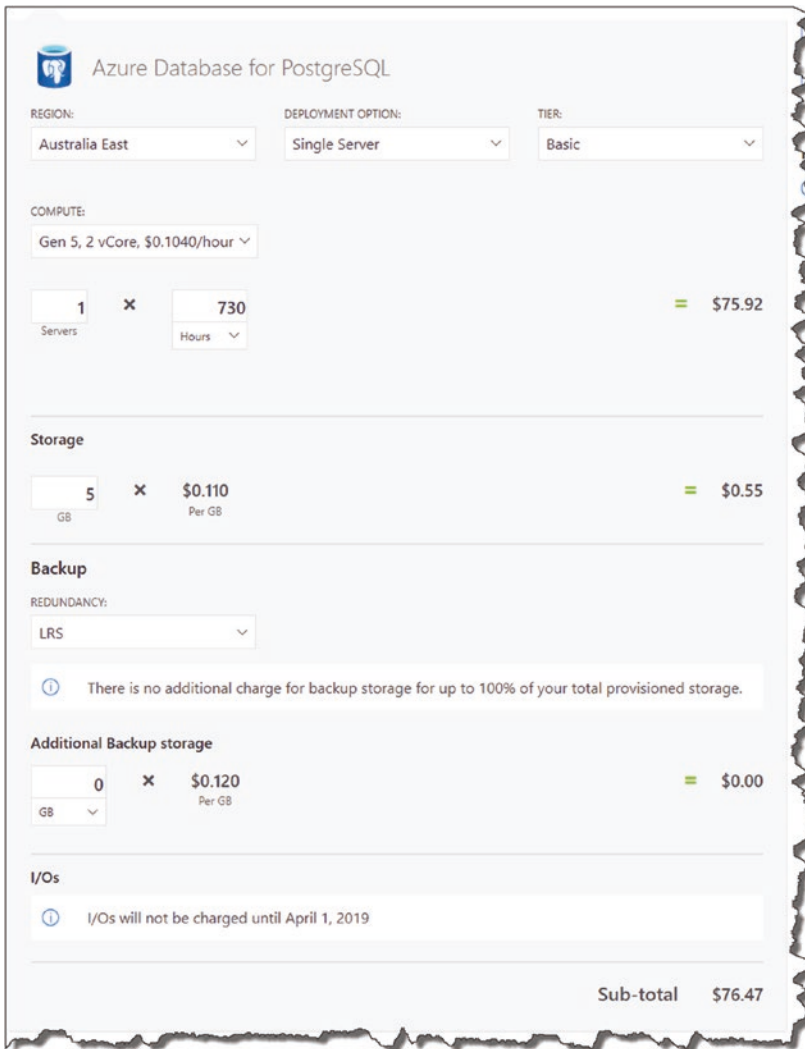 Azure Database for PostgreSQL
REGION: DEPLOYMENT OPTION: TIER:
Australia East Single Server Basic
COMPUTE:
Gen 5, 2 vCore, $0.1040/hour
1 × 730 = $75.92
Servers Hours
Storage
5 × $0.110 = $0.55
GB Per GB
Backup
REDUNDANCY:
LRS
There is no additional charge for backup storage for up to 100% of your total provisioned storage.
Additional Backup storage
0 × $0.120 = $0.00
GB Per GB
I/Os
I/Os will not be charged until April 1, 2019
Sub-total $76.47